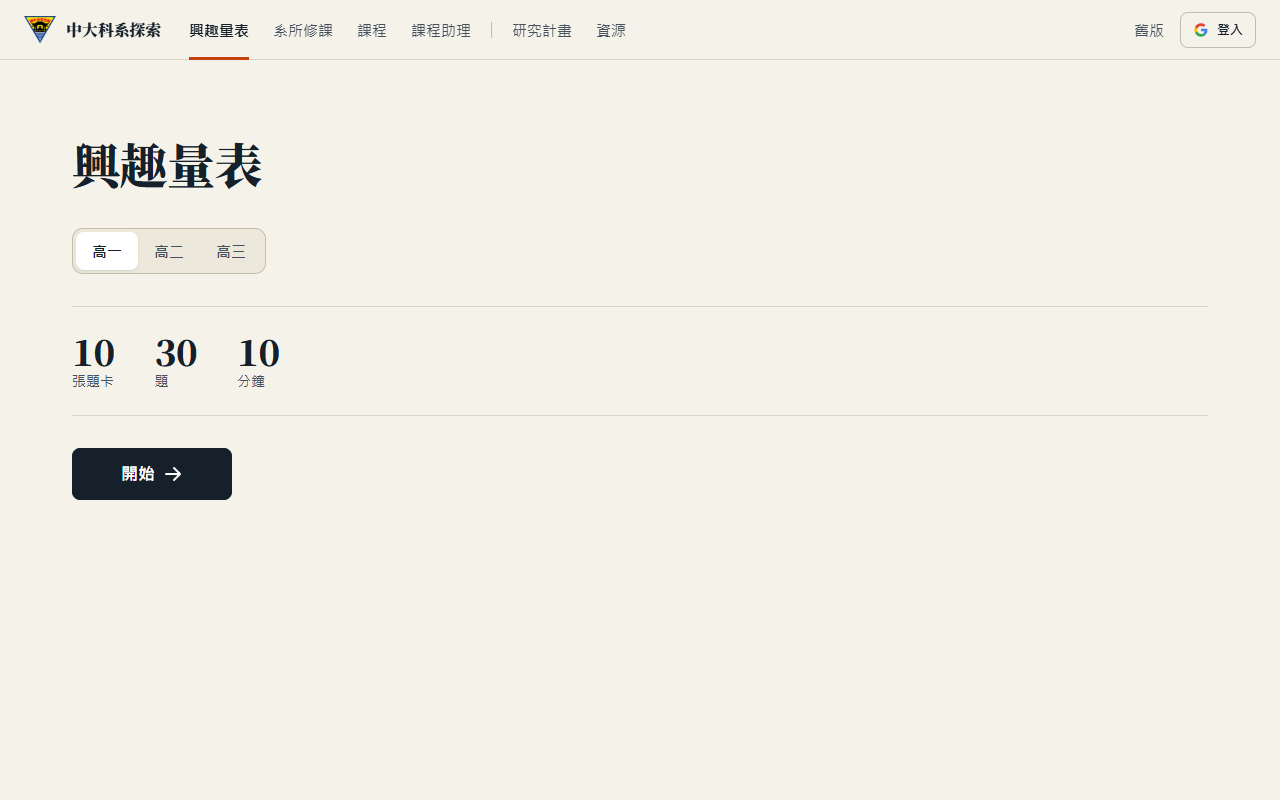 中大科系探索 興趣量表 系所修課 課程 課程助理 研究計畫 資源 舊版 登入
興趣量表
高一 高二 高三
10 30 10
張題卡 題 分鐘
開始 →